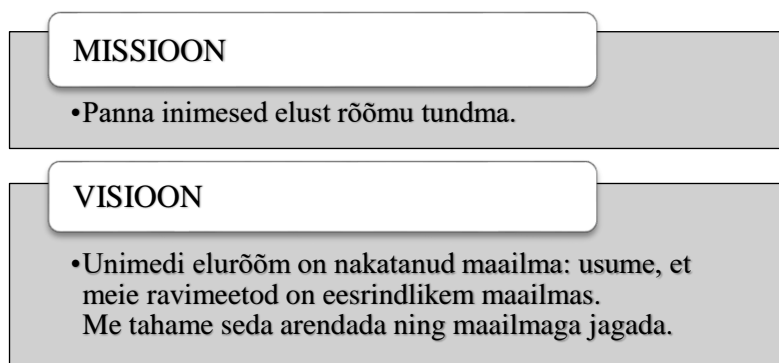 MISSIOON
•Panna inimesed elust rõõmu tundma.
VISIOON
•Unimedi elurõõm on nakatanud maailma: usume, et
meie ravimeetod on eesrindlikem maailmas.
Me tahame seda arendada ning maailmaga jagada.